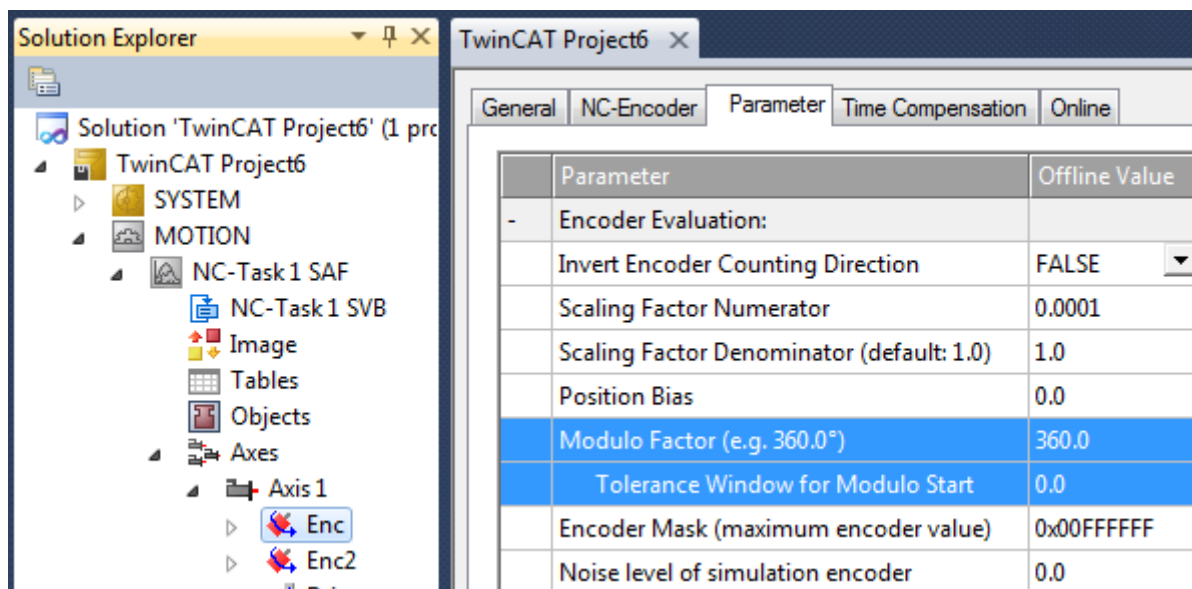 Solution Explorer
TwinCAT Project6
Solution 'TwinCAT Project6' (1 pro
TwinCAT Project6
SYSTEM
MOTION
NC-Task 1 SAF
NC-Task 1 SVB
Image
Tables
Objects
Axes
Axis 1
Enc
Enc2
General NC-Encoder Parameter Time Compensation Online
Parameter Offline Value
- Encoder Evaluation:
Invert Encoder Counting Direction FALSE
Scaling Factor Numerator 0.0001
Scaling Factor Denominator (default: 1.0) 1.0
Position Bias 0.0
Modulo Factor (e.g. 360.0°) 360.0
Tolerance Window for Modulo Start 0.0
Encoder Mask (maximum encoder value) 0x00FFFFFF
Noise level of simulation encoder 0.0